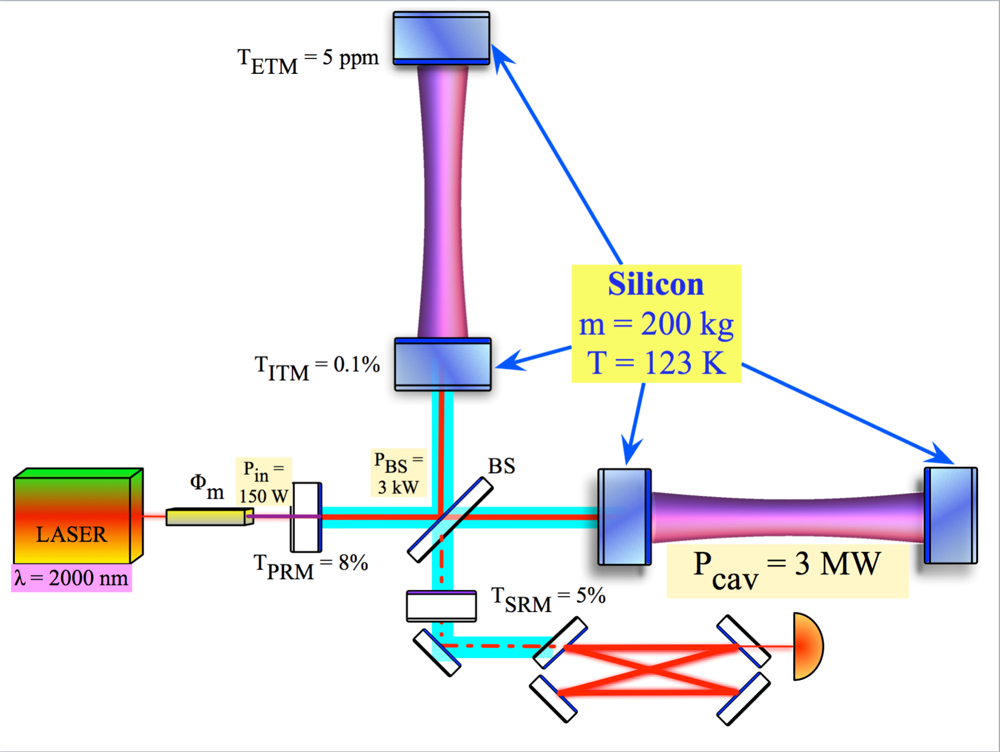 T_ETM = 5 ppm
Silicon
m = 200 kg
T = 123 K
T_ITM = 0.1%
P_BS =
3 kW
BS
P_in =
150 W
Φ_m
LASER
λ = 2000 nm
T_PRM = 8%
P_cav = 3 MW
T_SRM = 5%